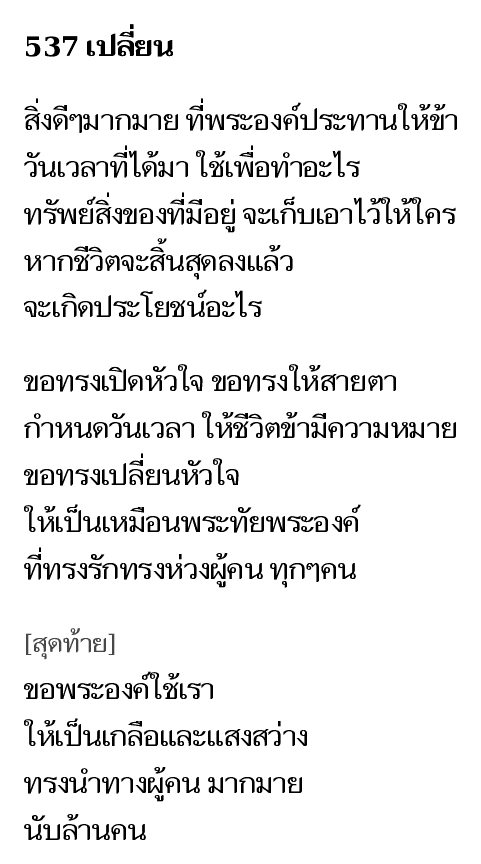 537 เปลี่ยน
สิ่งดีๆมากมาย ที่พระองค์ประทานให้ข้า
วันเวลาที่ได้มา ใช้เพื่อทำอะไร
ทรัพย์สิ่งของที่มีอยู่ จะเก็บเอาไว้ให้ใคร
หากชีวิตจะสิ้นสุดลงแล้ว
จะเกิดประโยชน์อะไร
ขอทรงเปิดหัวใจ ขอทรงให้สายตา
กำหนดวันเวลา ให้ชีวิตข้ามีความหมาย
ขอทรงเปลี่ยนหัวใจ
ให้เป็นเหมือนพระทัยพระองค์
ที่ทรงรักทรงห่วงผู้คน ทุกๆคน
[สุดท้าย]
ขอพระองค์ใช้เรา
ให้เป็นเกลือและแสงสว่าง
ทรงนำทางผู้คน มากมาย
นับล้านคน